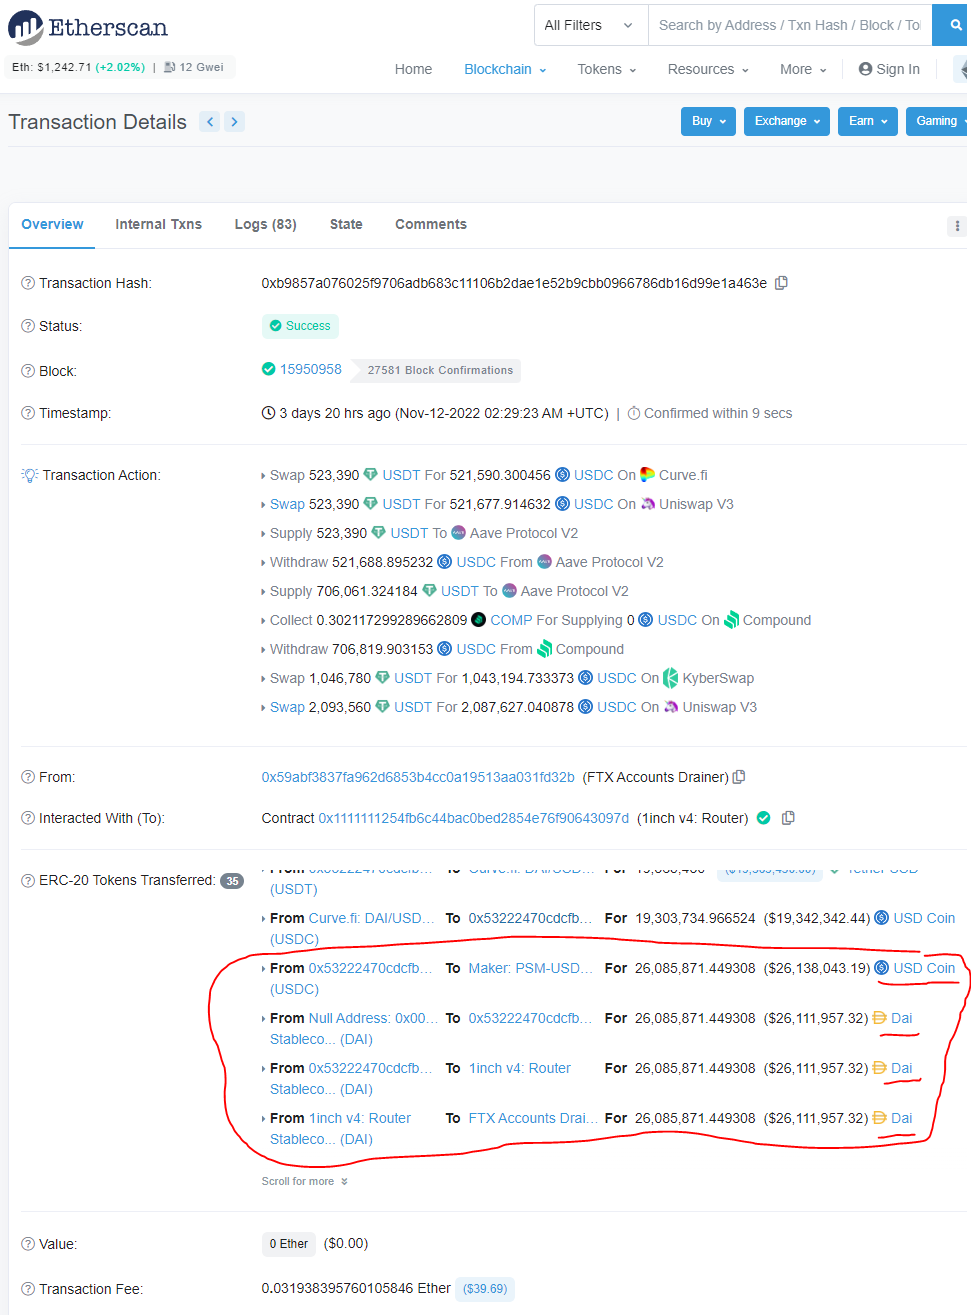 Etherscan
All Filters
Search by Address / Txn Hash / Block / To
Eth: $1,242.71 (+2.02%) | 12 Gwei
Home Blockchain Tokens Resources More Sign In
Transaction Details
Buy Exchange Earn Gaming
Overview Internal Txns Logs (83) State Comments
Transaction Hash: 0xb9857a076025f9706adb683c11106b2dae1e52b9cbb0966786db16d99e1a463e
Status: Success
Block: 15950958 27581 Block Confirmations
Timestamp: 3 days 20 hrs ago (Nov-12-2022 02:29:23 AM +UTC) | Confirmed within 9 secs
Transaction Action: Swap 523,390 USDT For 521,590.300456 USDC On Curve.fi
Swap 523,390 USDT For 521,677.914632 USDC On Uniswap V3
Supply 523,390 USDT To Aave Protocol V2
Withdraw 521,688.895232 USDC From Aave Protocol V2
Supply 706,061.324184 USDT To Aave Protocol V2
Collect 0.302117299289662809 COMP For Supplying 0 USDC On Compound
Withdraw 706,819.903153 USDC From Compound
Swap 1,046,780 USDT For 1,043,194.733373 USDC On KyberSwap
Swap 2,093,560 USDT For 2,087,627.040878 USDC On Uniswap V3
From: 0x59abf3837fa962d6853b4cc0a19513aa031fd32b (FTX Accounts Drainer)
Interacted With (To): Contract 0x1111111254fb6c44bac0bed2854e76f90643097d (1inch v4: Router)
ERC-20 Tokens Transferred: 35
From To
(USDT)
From Curve.fi: DAI/USD... To 0x53222470cdcfb... For 19,303,734.966524 ($19,342,342.44) USD Coin
(USDC)
From 0x53222470cdcfb... To Maker: PSM-USD... For 26,085,871.449308 ($26,138,043.19) USD Coin
(USDC)
From Null Address: 0x00... To 0x53222470cdcfb... For 26,085,871.449308 ($26,111,957.32) Dai
Stableco... (DAI)
From 0x53222470cdcfb... To 1inch v4: Router For 26,085,871.449308 ($26,111,957.32) Dai
Stableco... (DAI)
From 1inch v4: Router To FTX Accounts Drai... For 26,085,871.449308 ($26,111,957.32) Dai
Stableco... (DAI)
Scroll for more
Value: 0 Ether ($0.00)
Transaction Fee: 0.031938395760105846 Ether ($39.69)